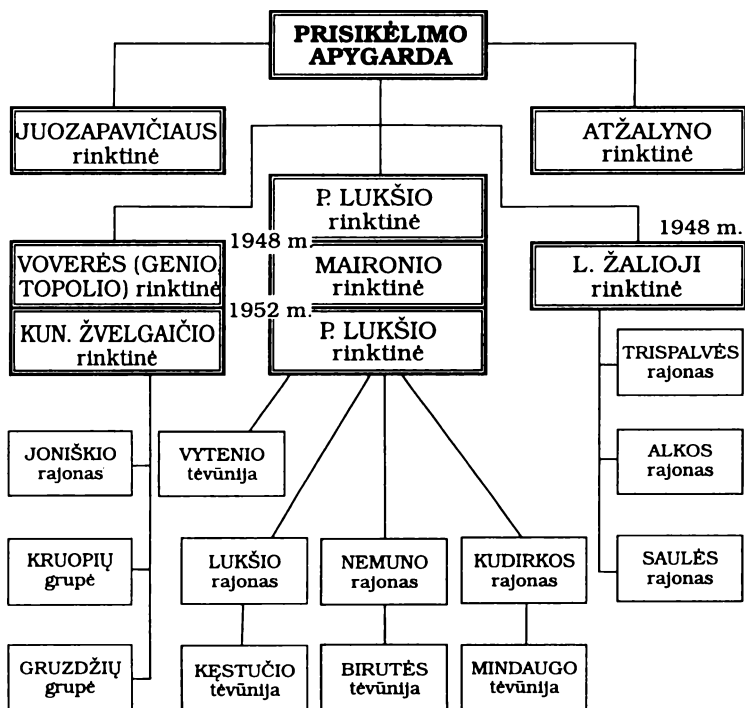 PRISIKĖLIMO
APYGARDA
JUOZAPAVIČIAUS
rinktinė
ATŽALYNO
rinktinė
P. LUKŠIO
rinktinė
1948 m.
1948 m.
VOVERĖS (GENIO,
TOPOLIO) rinktinė
MAIRONIO
rinktinė
L. ŽALIOJI
rinktinė
1952 m.
KUN. ŽVELGAIČIO
rinktinė
P. LUKŠIO
rinktinė
TRISPALVĖS
rajonas
JONIŠKIO
rajonas
VYTENIO
tėvūnija
ALKOS
rajonas
KRUOPIŲ
grupė
LUKŠIO
rajonas
NEMUNO
rajonas
KUDIRKOS
rajonas
SAULĖS
rajonas
GRUZDŽIŲ
grupė
KĘSTUČIO
tėvūnija
BIRUTĖS
tėvūnija
MINDAUGO
tėvūnija